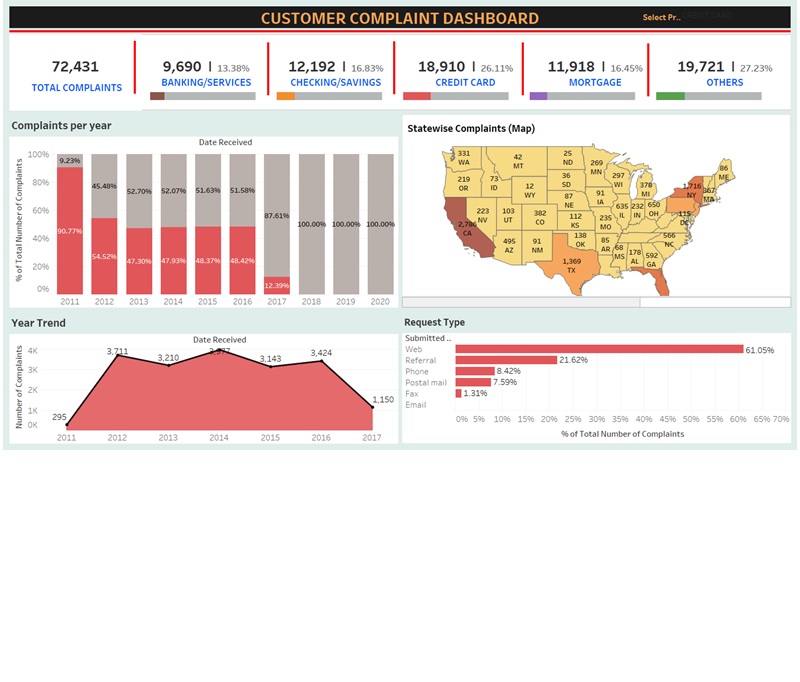 CUSTOMER COMPLAINT DASHBOARD
Select Pr.. CREDIT CARD
72,431
TOTAL COMPLAINTS
9,690 | 13.38%
BANKING/SERVICES
12,192 | 16.83%
CHECKING/SAVINGS
18,910 | 26.11%
CREDIT CARD
11,918 | 16.45%
MORTGAGE
19,721 | 27.23%
OTHERS
Complaints per year
Date Received
% of Total Number of Complaints
100%
80%
60%
40%
20%
0%
9.23%
45.48%
52.70%
52.07%
51.63%
51.58%
87.61%
100.00%
100.00%
100.00%
90.77%
54.52%
47.30%
47.93%
48.37%
48.42%
12.39%
2011
2012
2013
2014
2015
2016
2017
2018
2019
2020
Statewise Complaints (Map)
331
WA
42
MT
25
ND
269
MN
86
ME
219
OR
73
ID
36
SD
297
WI
378
MI
1,716
NY
367
MA
12
WY
87
NE
91
IA
223
NV
103
UT
382
CO
112
KS
235
MO
635
IL
232
IN
650
OH
115
DC
CA
495
AZ
91
NM
138
OK
85
AR
566
NC
1,369
TX
68
MS
178
AL
592
GA
Year Trend
Date Received
Number of Complaints
4K
3K
2K
1K
0K
295
3,711
3,210
3,143
3,424
1,150
2011
2012
2013
2014
2015
2016
2017
Request Type
Submitted ..
Web
61.05%
Referral
21.62%
Phone
8.42%
Postal mail
7.59%
Fax
1.31%
Email
0% 5% 10% 15% 20% 25% 30% 35% 40% 45% 50% 55% 60% 65% 70%
% of Total Number of Complaints